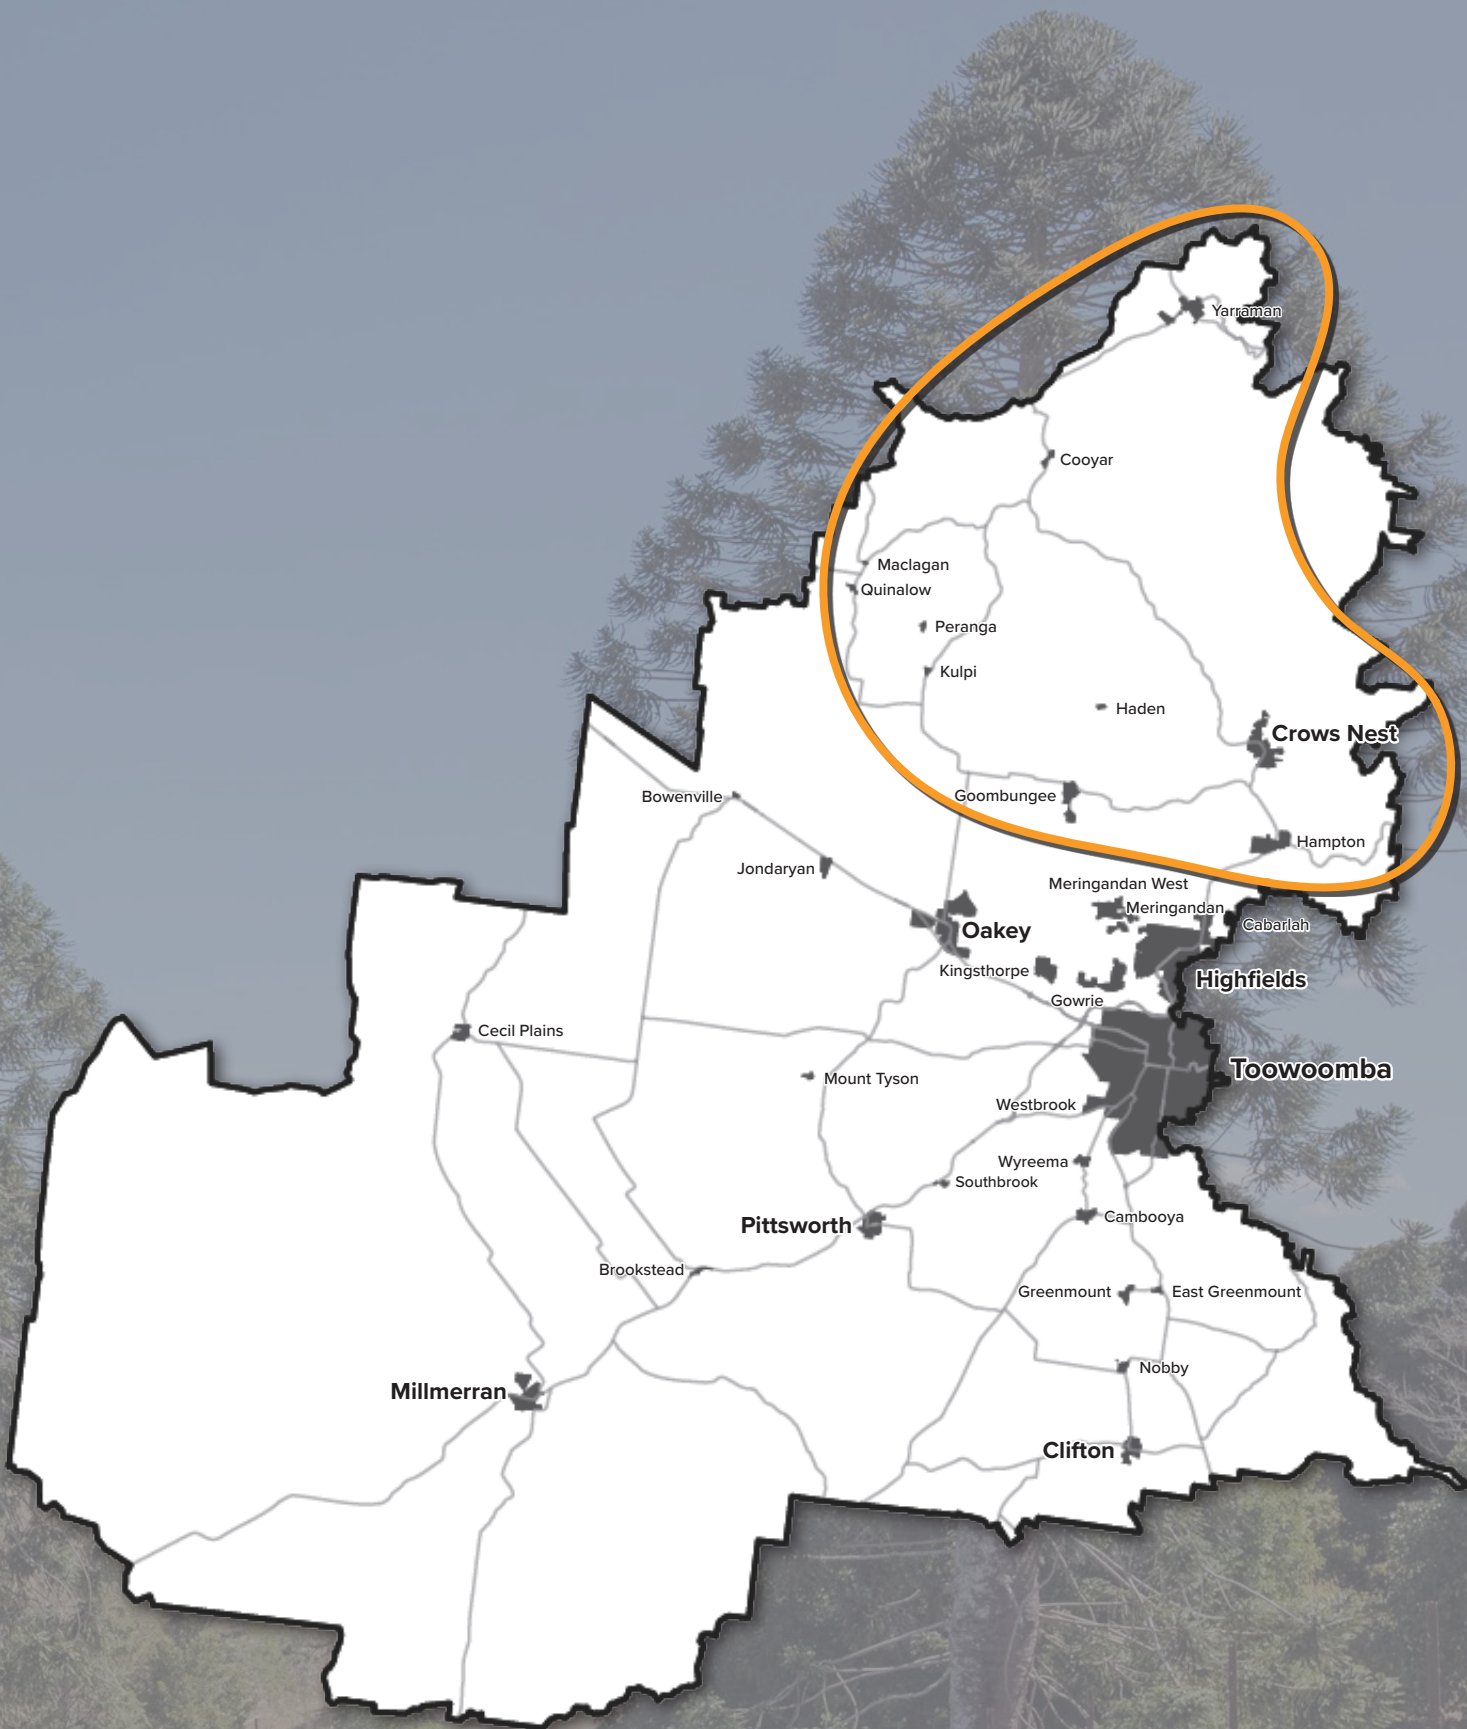 Yarraman
Cooyar
Maclagan
Quinalow
Peranga
Kulpi
Haden
Crows Nest
Goombungee
Bowenville
Hampton
Jondaryan
Meringandan West
Meringandan
Cabarlah
Oakey
Kingsthorpe
Highfields
Gowrie
Cecil Plains
Toowoomba
Mount Tyson
Westbrook
Wyreema
Southbrook
Cambooya
Pittsworth
Brookstead
Greenmount
East Greenmount
Nobby
Millmerran
Clifton